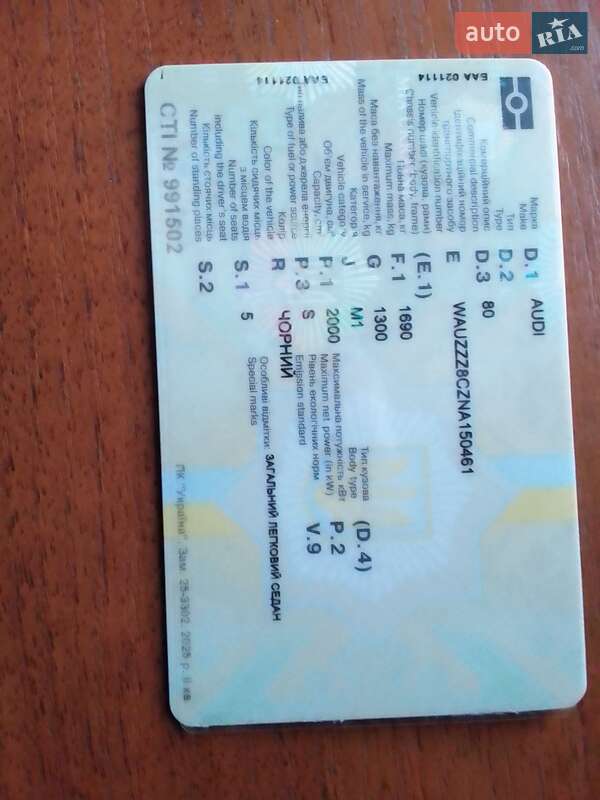 auto RIA.com
БАА 021114
БАА 021114
Марка
Make
D.1 AUDI
Тип
Type
D.2
Комерційний опис
Commercial description
D.3 80
Ідентифікаційний номер
транспортного засобу
Vehicle identification number
E WAUZZZ8CZNA150461
Номер шасі (кузова, рами)
Chassis number (body, frame)
(E.1)
Повна маса, кг
Maximum mass, kg
F.1 1690
Маса без навантаження, кг
Mass of the vehicle in service, kg
G 1300
Категорія
Vehicle category
J M1
Тип кузова
Body type
(D.4)
Об'єм двигуна, см
Capacity, cm
P.1 2000
Максимальна потужність кВт
Maximum net power (in kW)
P.2
Тип палива або джерела енергії
Type of fuel or power source
P.3 S
Рівень екологічних норм
Emission standard
V.9
Колір
Color of the vehicle
R ЧОРНИЙ
Кількість сидячих місць
з місцем водія
Number of seats
including the driver's seat
S.1 5
Особливі відмітки: ЗАГАЛЬНИЙ ЛЕГКОВИЙ СЕДАН
Special marks
Кількість стоячих місць
Number of standing places
S.2
СТІ № 991502
ПК "Україна". Зам. 25-3302. 2025 р. II кв.